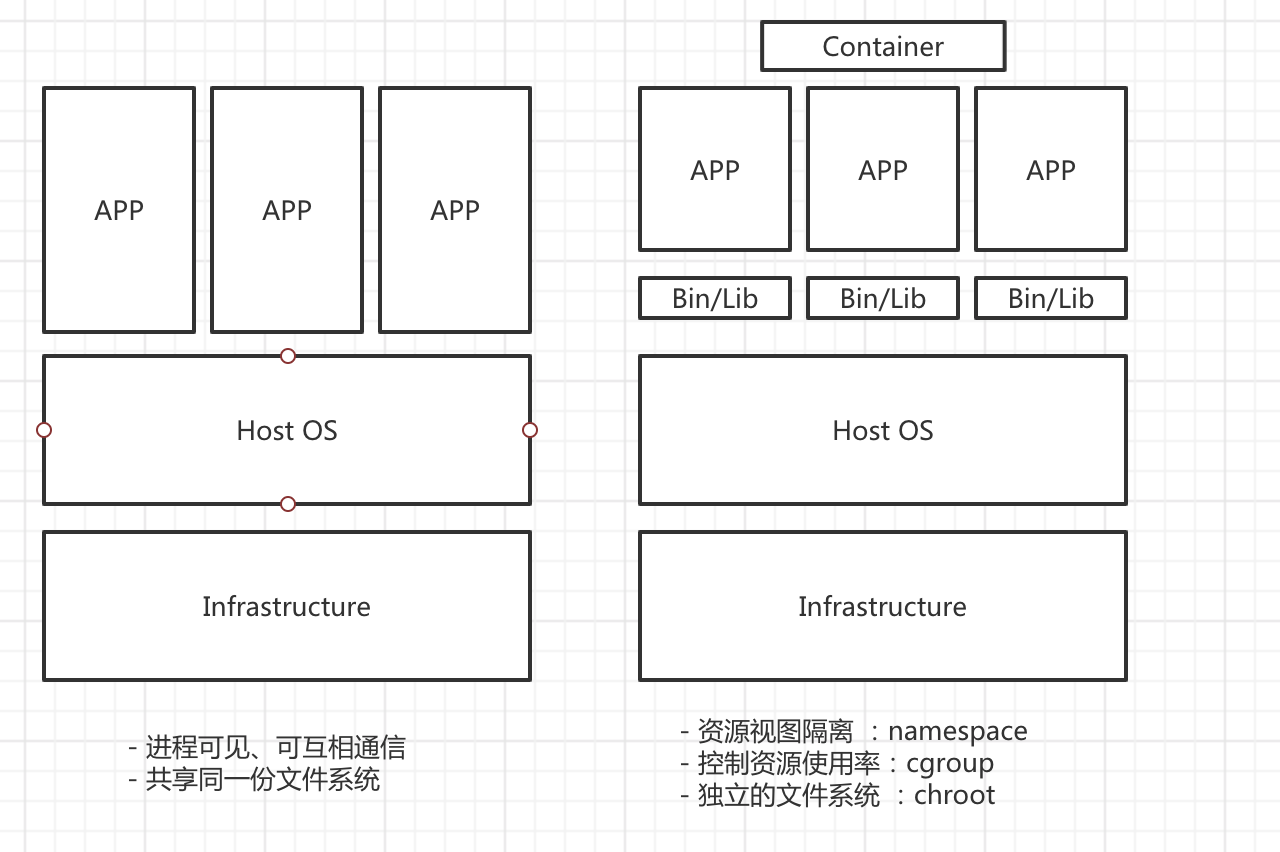 APP
APP
APP
Host OS
Infrastructure
- 进程可见、可互相通信
- 共享同一份文件系统
Container
APP
APP
APP
Bin/Lib
Bin/Lib
Bin/Lib
Host OS
Infrastructure
- 资源视图隔离 ：namespace
- 控制资源使用率：cgroup
- 独立的文件系统 ：chroot